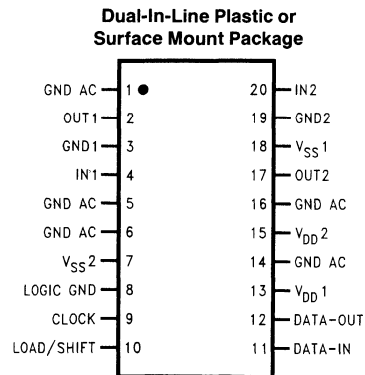 Dual-In-Line Plastic or
Surface Mount Package
GND AC 1 20 IN2
OUT1 2 19 GND2
GND1 3 18 VSS1
IN1 4 17 OUT2
GND AC 5 16 GND AC
GND AC 6 15 VDD2
VSS2 7 14 GND AC
LOGIC GND 8 13 VDD1
CLOCK 9 12 DATA-OUT
LOAD/SHIFT 10 11 DATA-IN